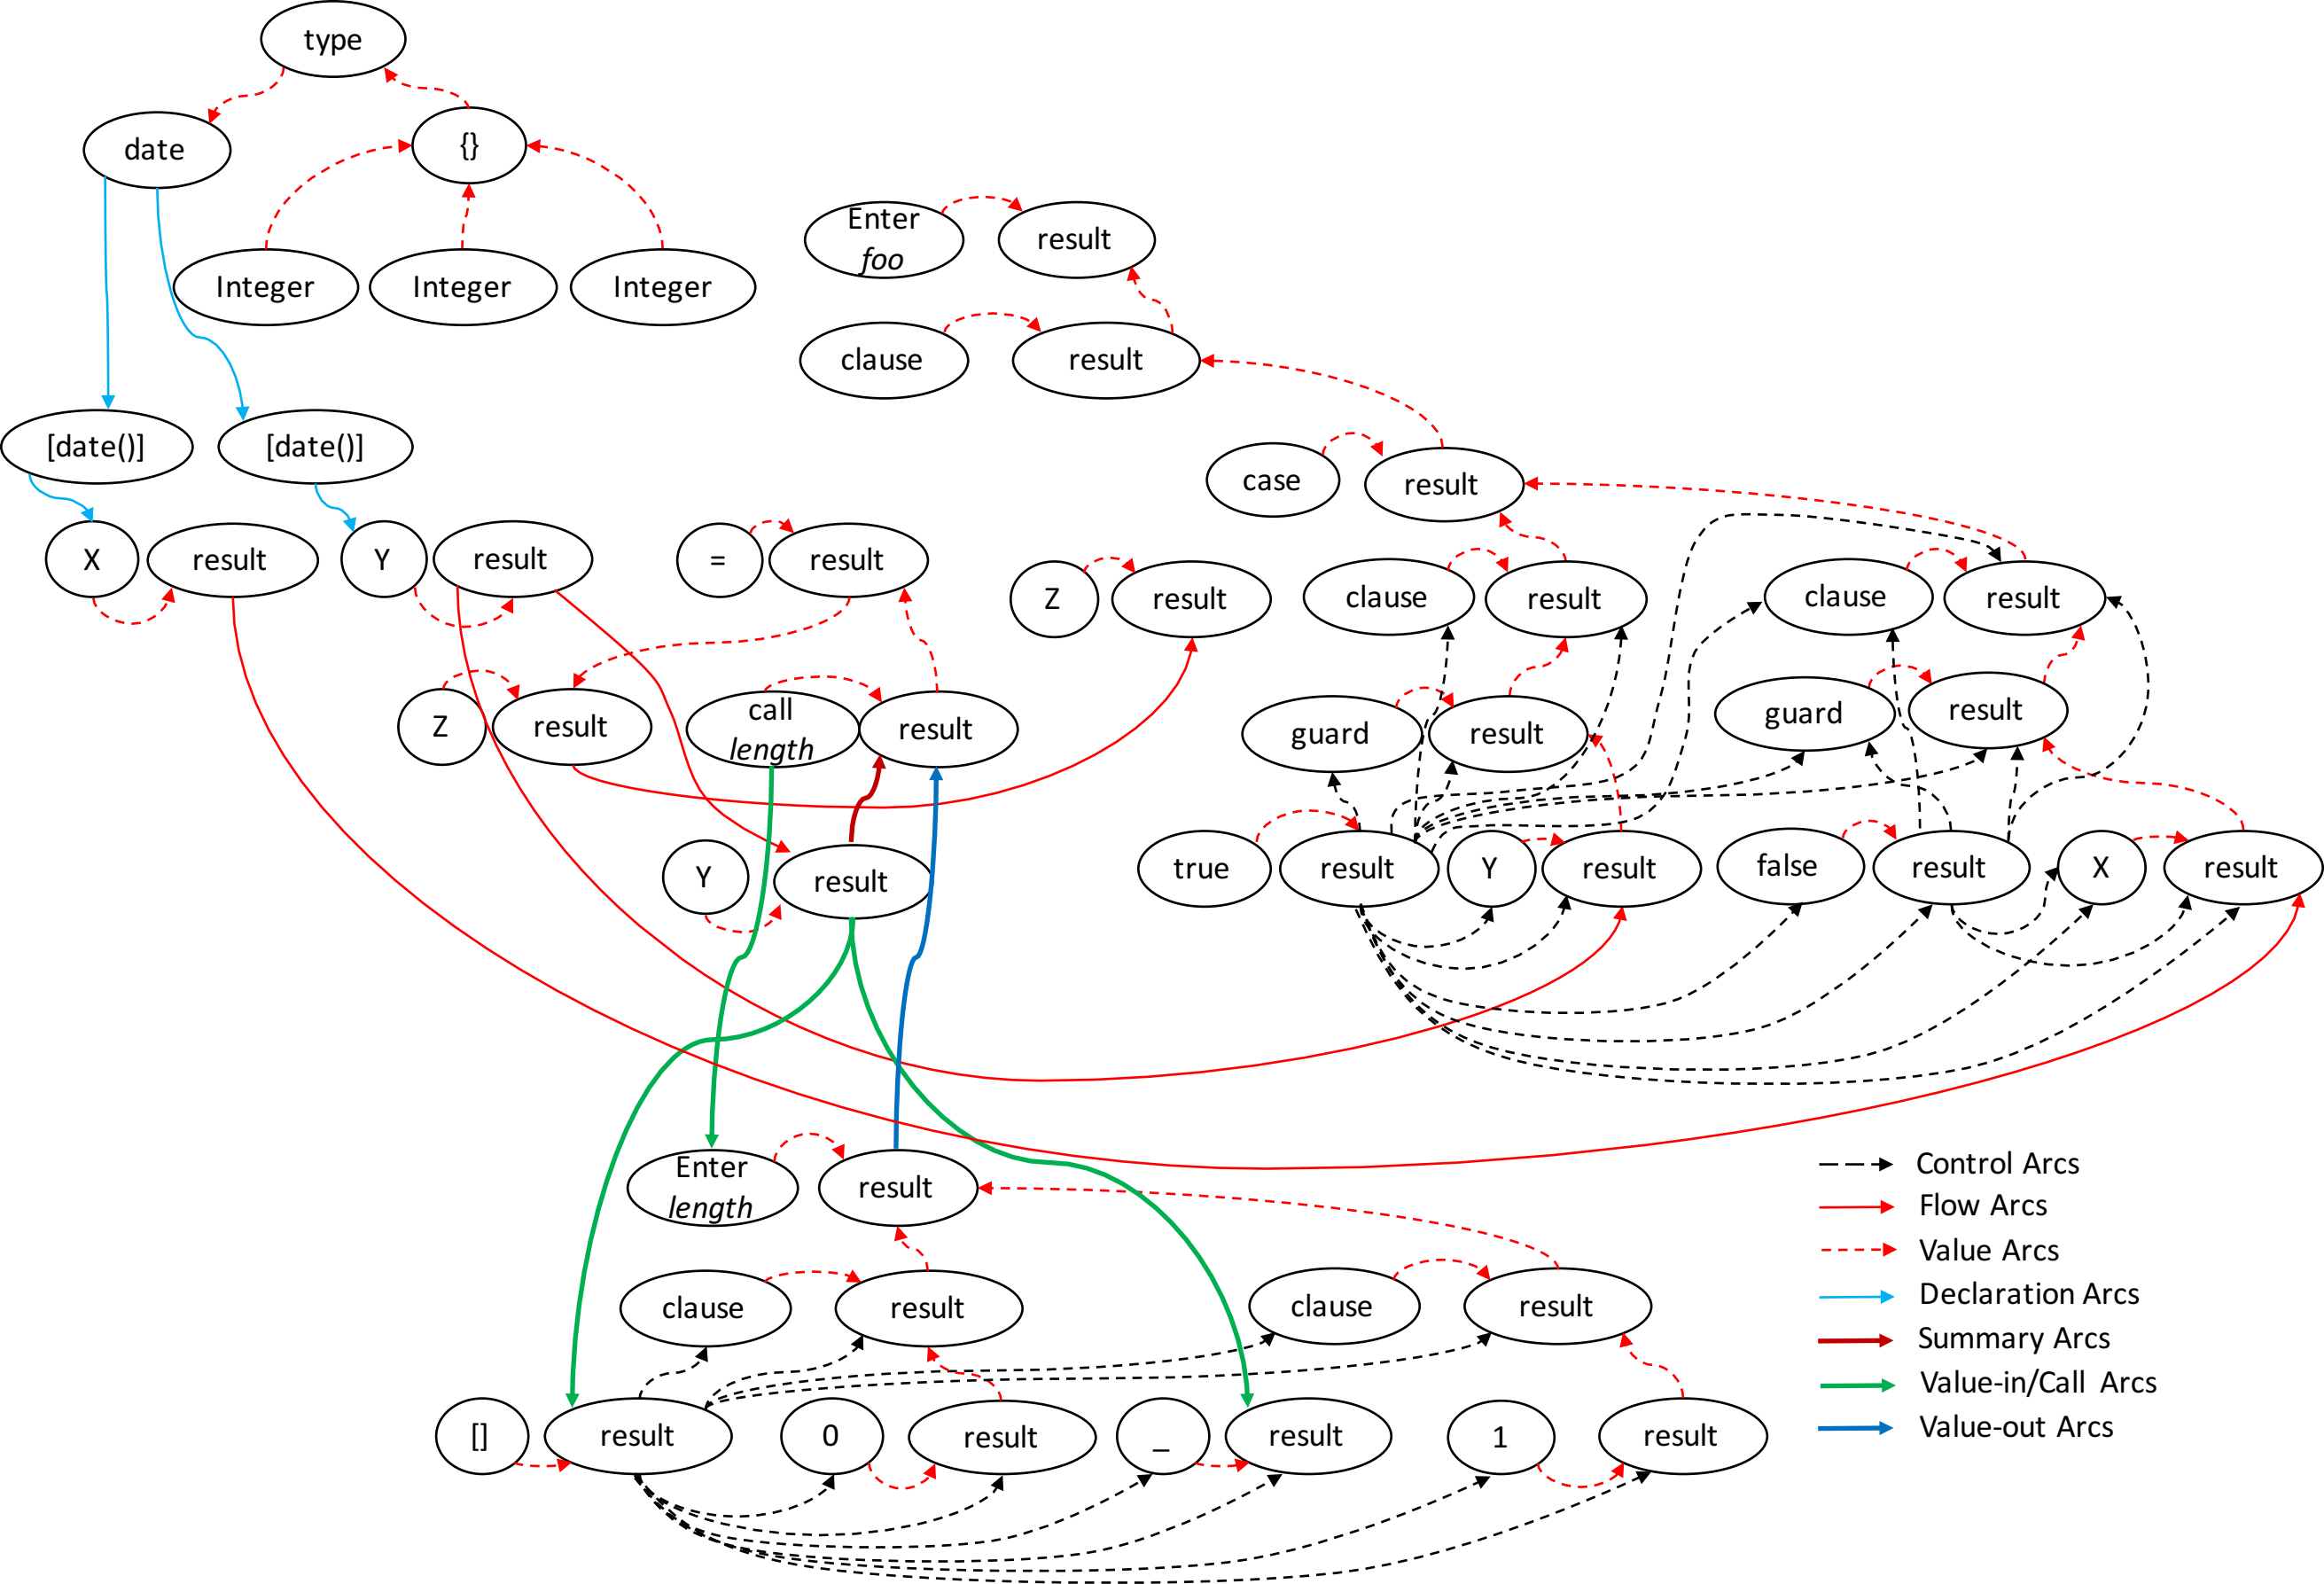 type
date
{}
Integer Integer Integer
Enter
foo
result
clause result
[date()] [date()]
case result
X result Y result = result
Z result clause result clause result
Z result call
length
result guard result guard result
Y result true result Y result false result X result
Enter
length
result
clause result clause result
[] result 0 result _ result 1 result
Control Arcs
Flow Arcs
Value Arcs
Declaration Arcs
Summary Arcs
Value-in/Call Arcs
Value-out Arcs